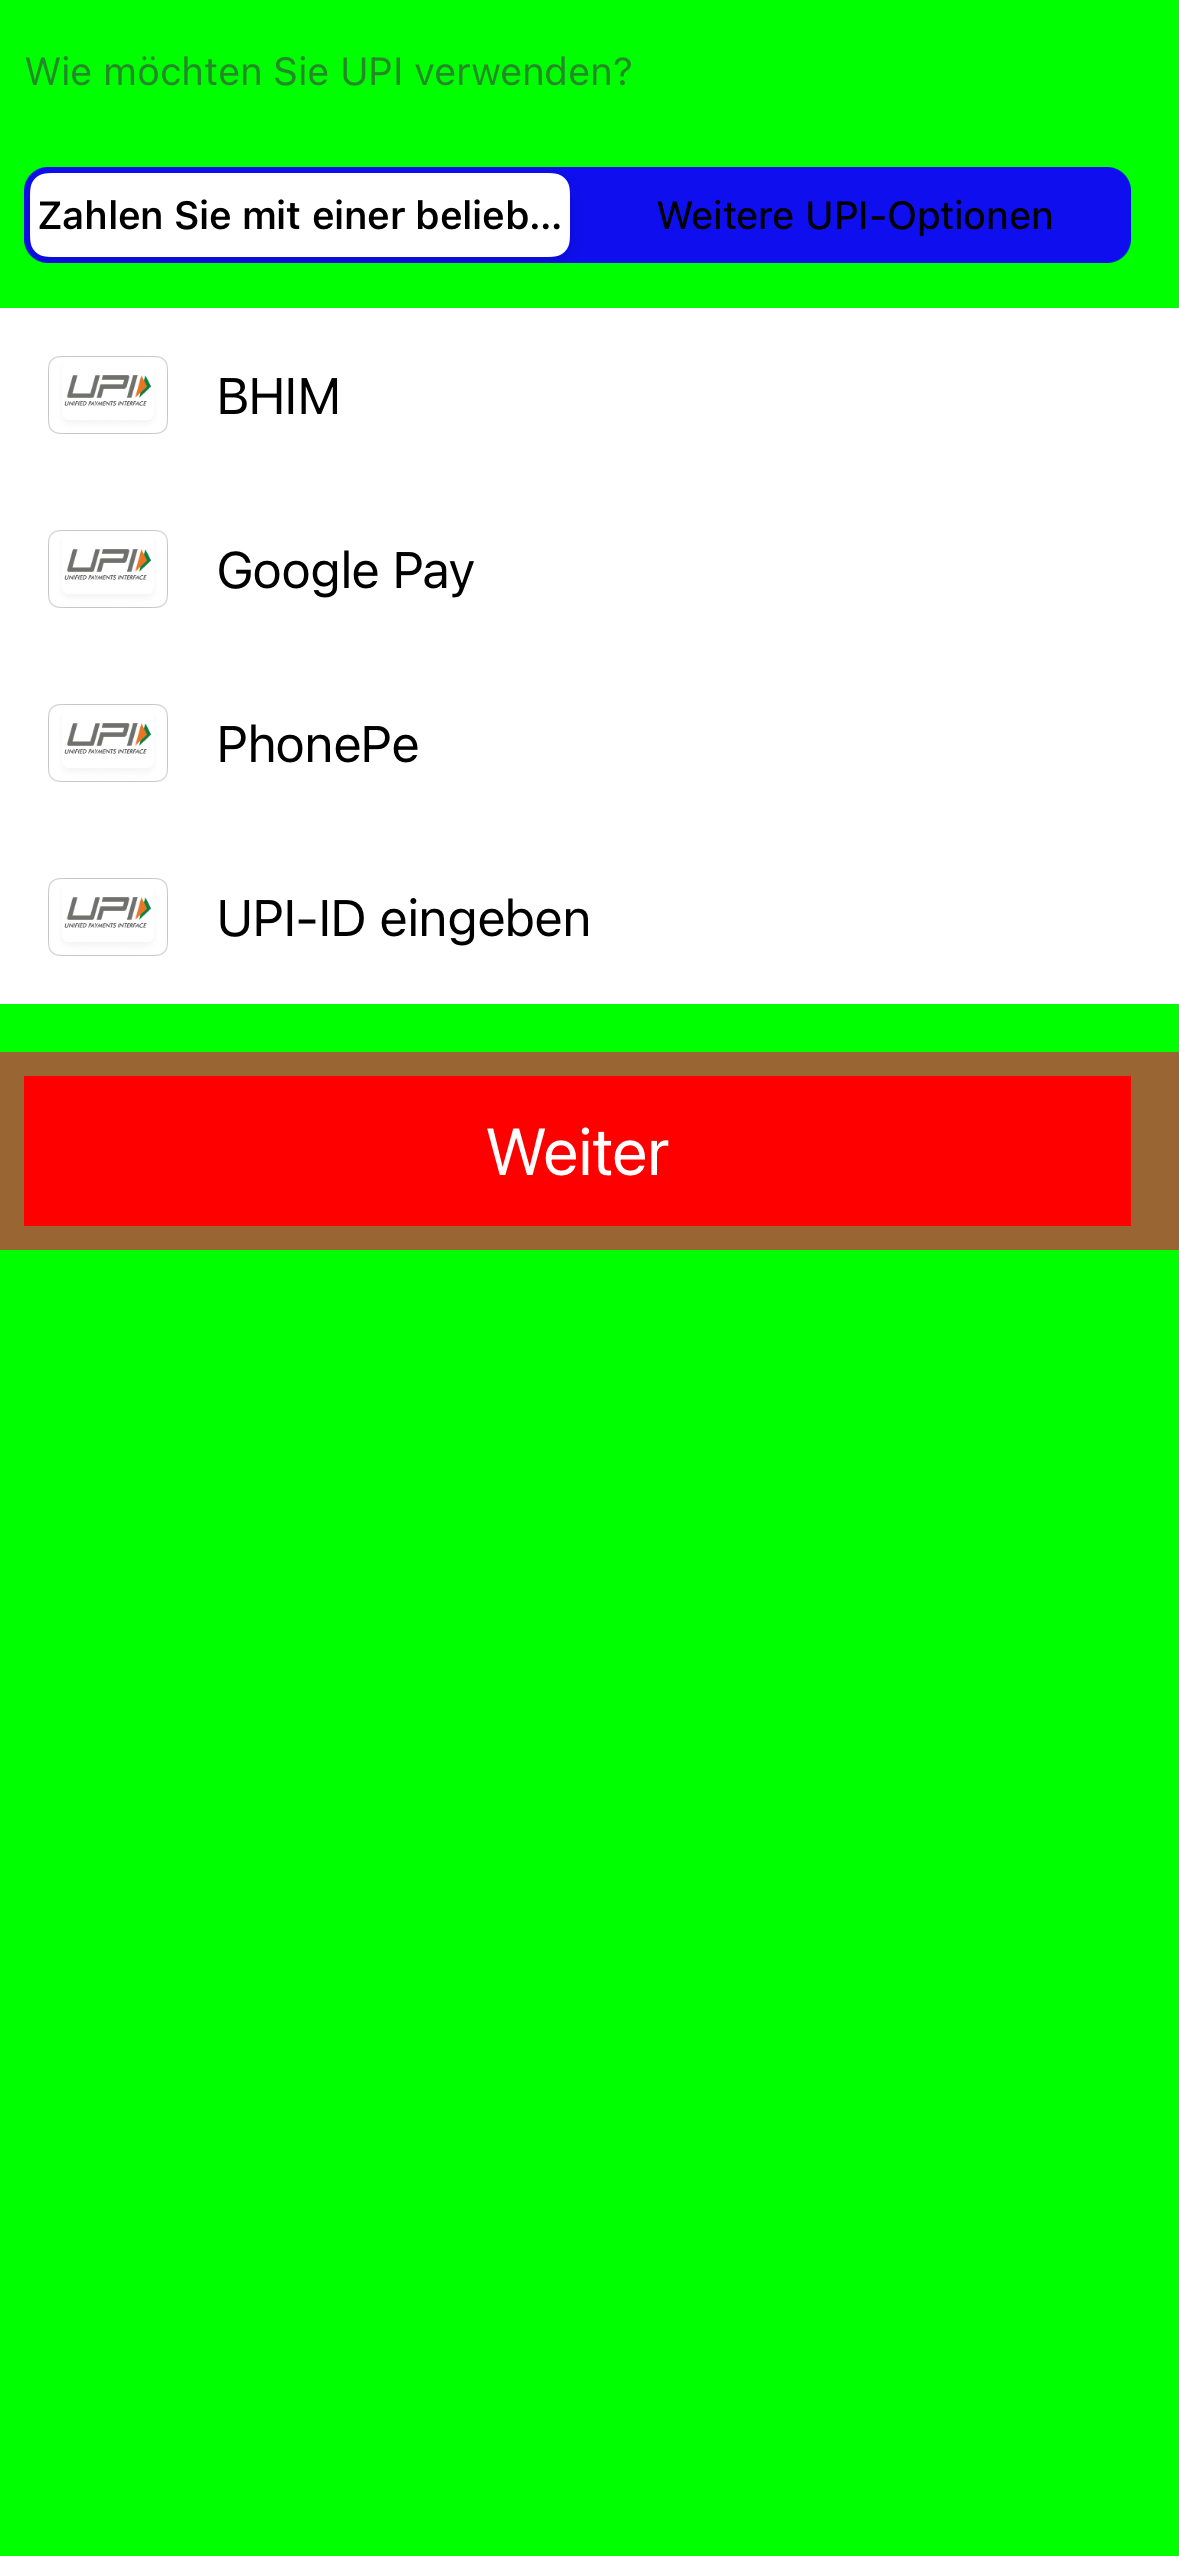 Wie möchten Sie UPI verwenden?
Zahlen Sie mit einer belieb...
Weitere UPI-Optionen
UPI
UNIFIED PAYMENTS INTERFACE
BHIM
UPI
UNIFIED PAYMENTS INTERFACE
Google Pay
UPI
UNIFIED PAYMENTS INTERFACE
PhonePe
UPI
UNIFIED PAYMENTS INTERFACE
UPI-ID eingeben
Weiter